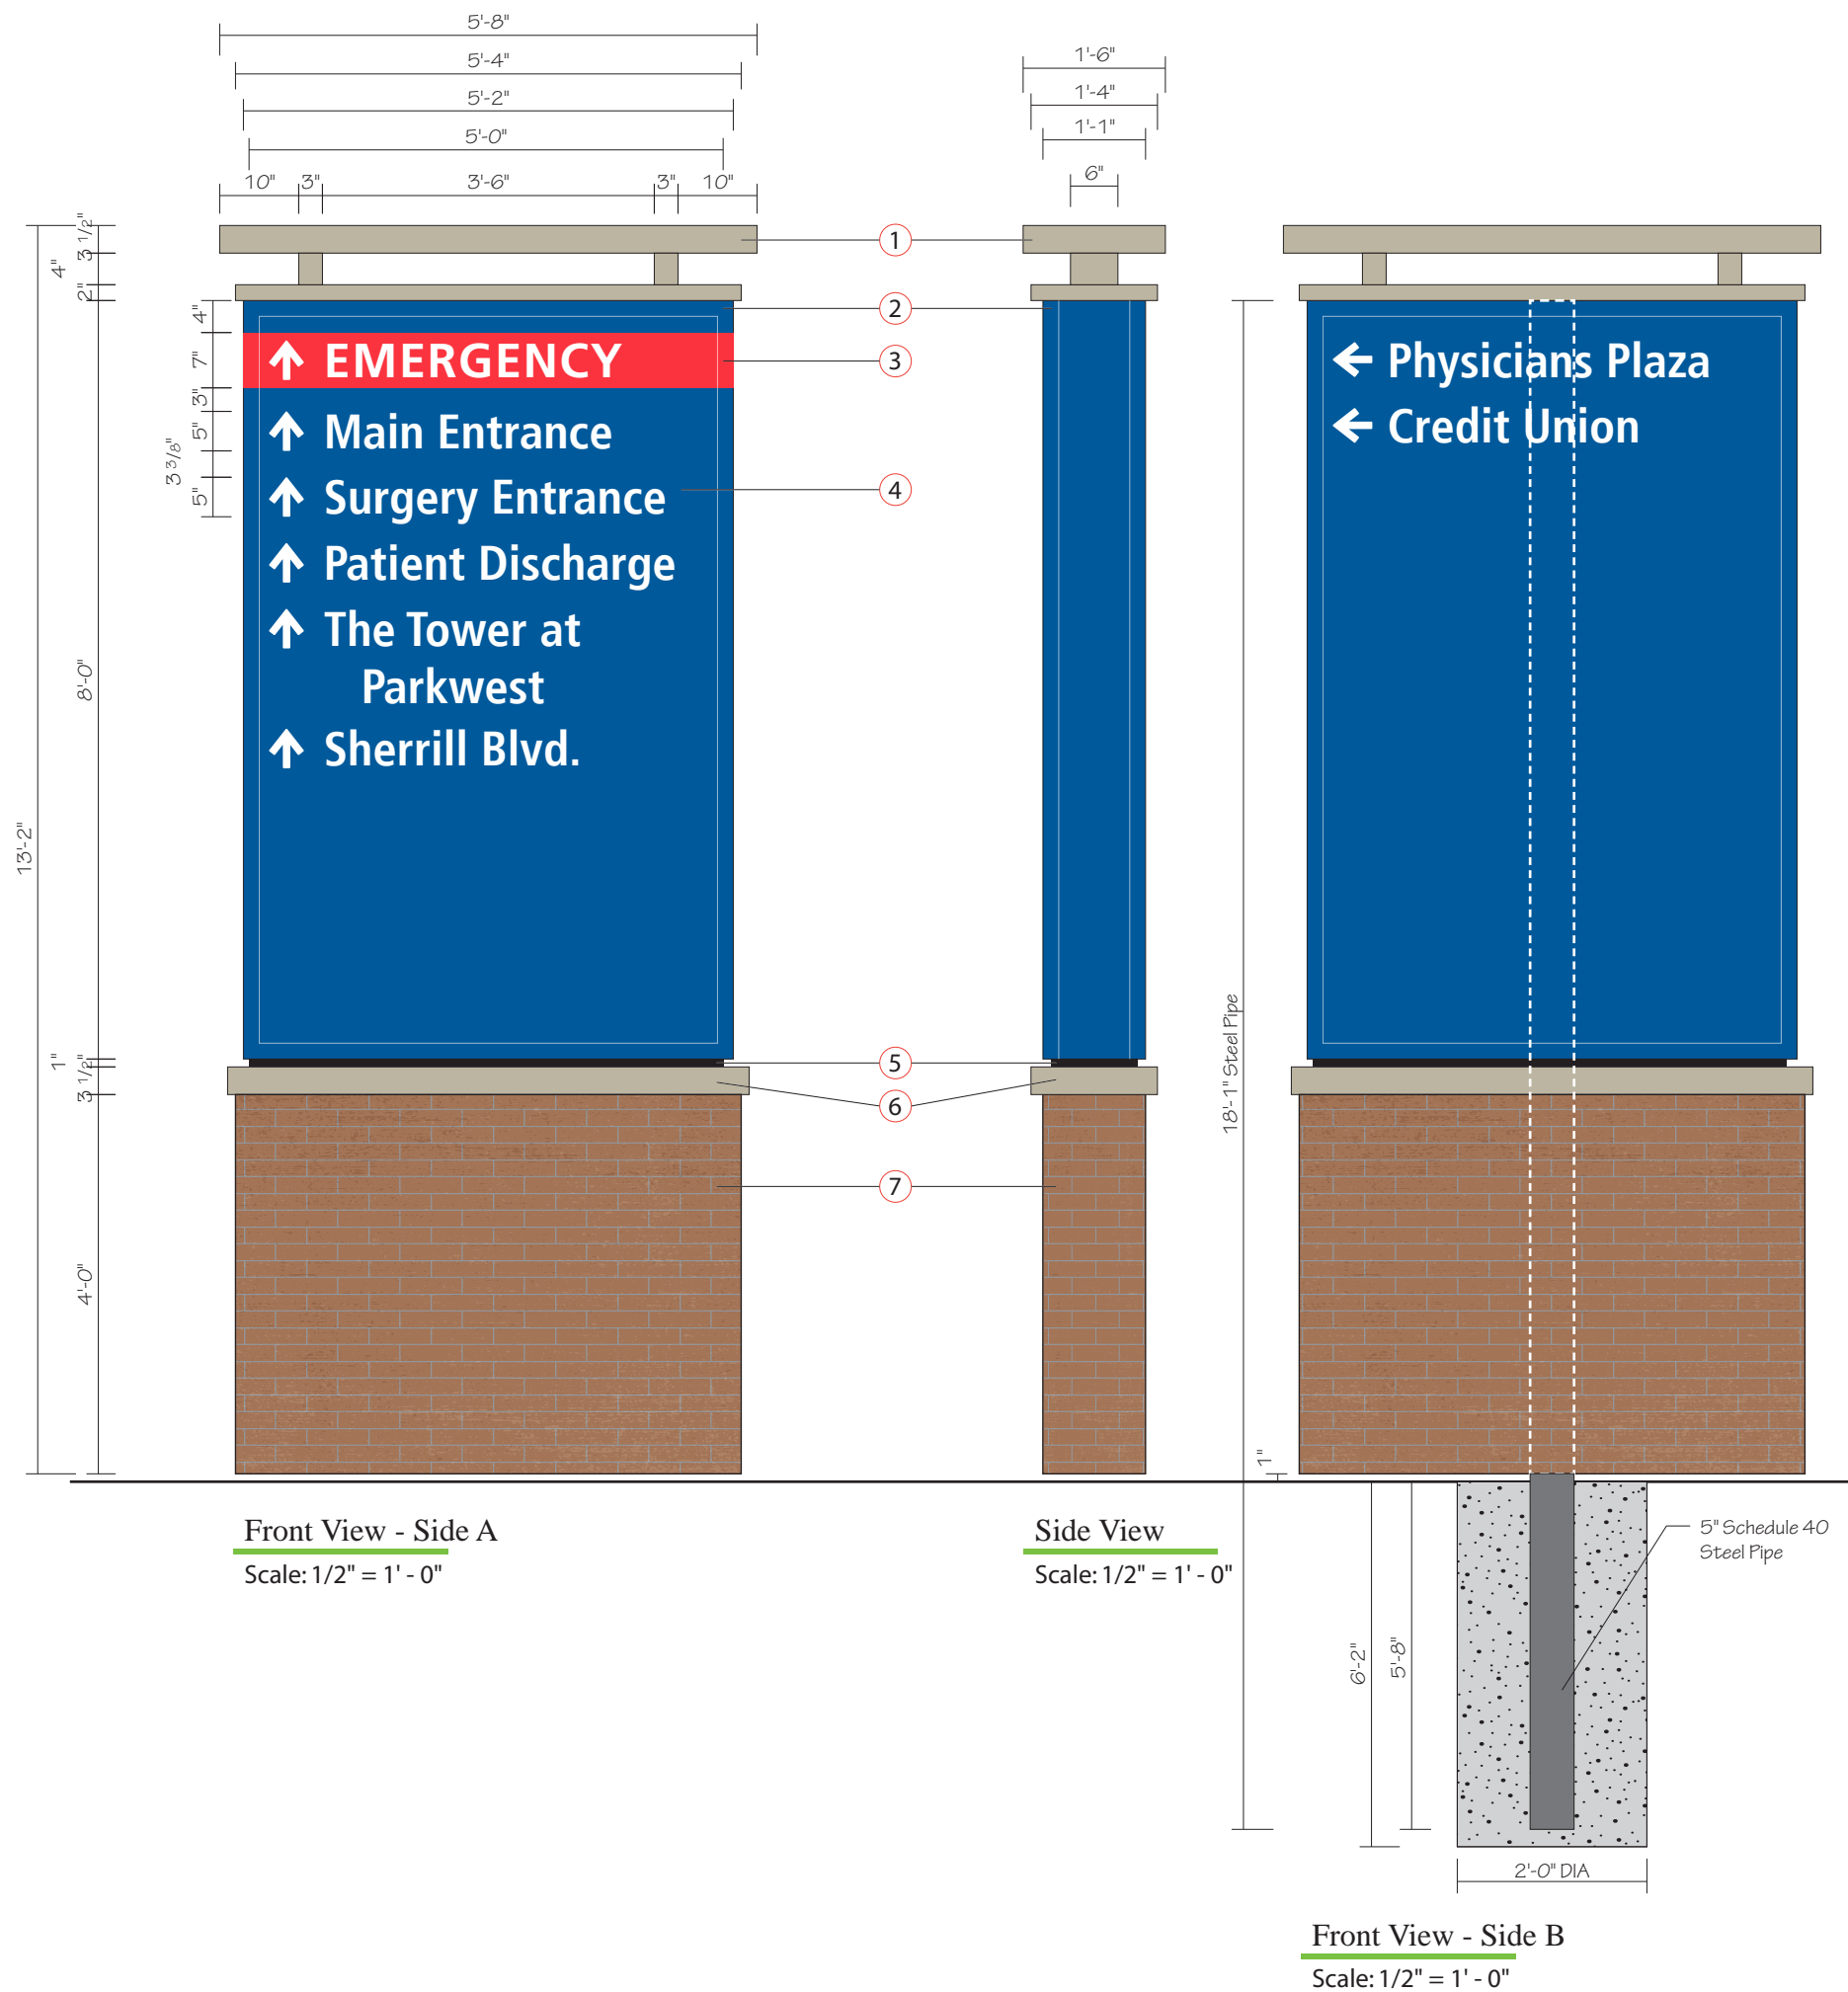 5'-8"
5'-4"
5'-2"
5'-0"
10" 3" 3'-6" 3" 10"
1'-6"
1'-4"
1'-1"
6"
3 1/2"
4"
2"
8'-0"
13'-2"
1"
3 1/2"
4'-0"
4"
7"
3"
5"
3 3/8"
5"
EMERGENCY
Main Entrance
Surgery Entrance
Patient Discharge
The Tower at
Parkwest
Sherrill Blvd.
1
2
3
4
5
6
7
Physicians Plaza
Credit Union
18'-1" Steel Pipe
1"
6'-2"
5'-8"
5" Schedule 40
Steel Pipe
2'-0" DIA
Front View - Side A
Scale: 1/2" = 1' - 0"
Side View
Scale: 1/2" = 1' - 0"
Front View - Side B
Scale: 1/2" = 1' - 0"